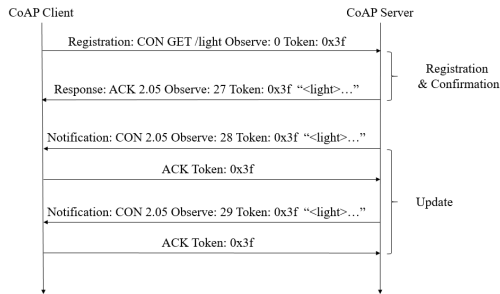 CoAP Client
CoAP Server
Registration: CON GET /light Observe: 0 Token: 0x3f
Response: ACK 2.05 Observe: 27 Token: 0x3f “<light>…”
Registration
& Confirmation
Notification: CON 2.05 Observe: 28 Token: 0x3f “<light>…”
ACK Token: 0x3f
Notification: CON 2.05 Observe: 29 Token: 0x3f “<light>…”
ACK Token: 0x3f
Update